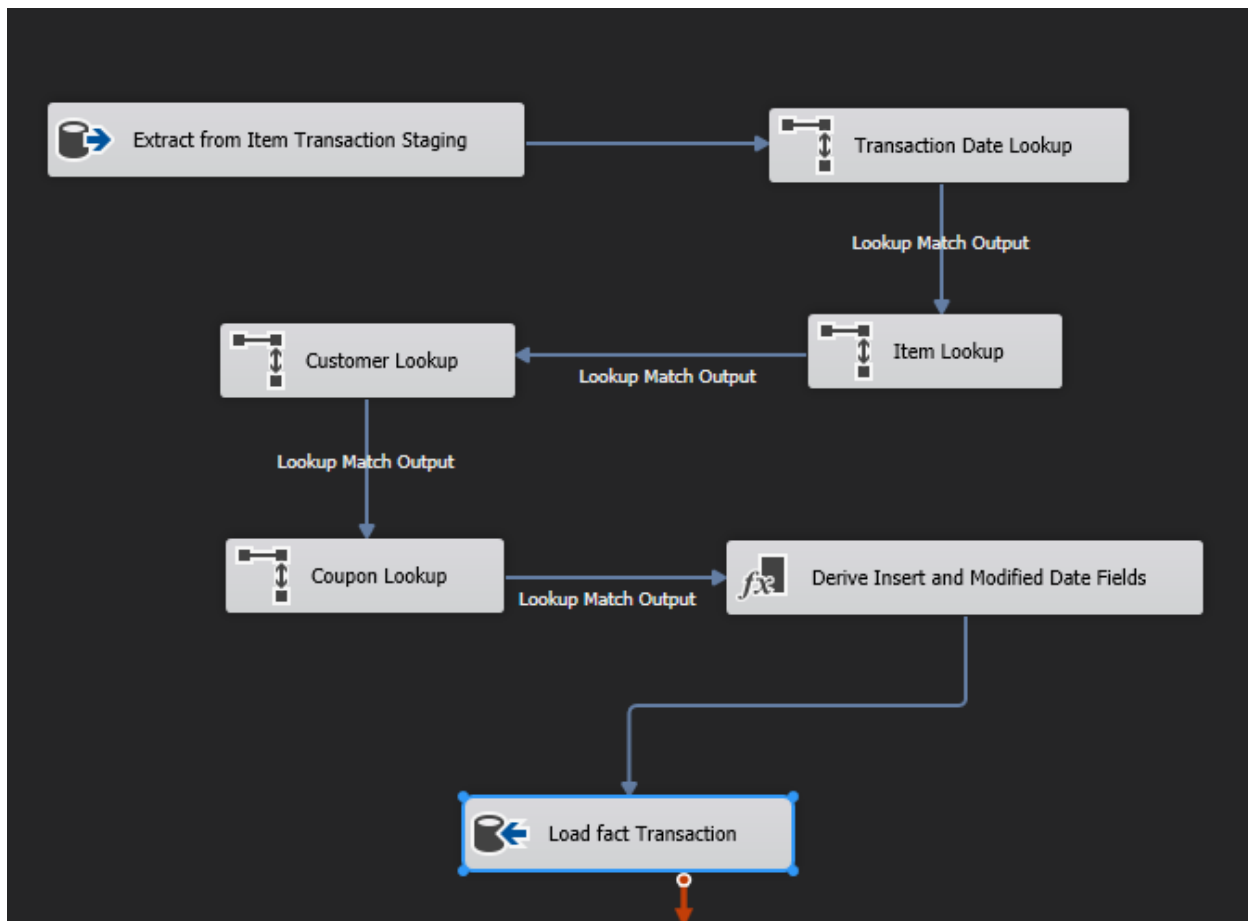 Extract from Item Transaction Staging
Transaction Date Lookup
Lookup Match Output
Item Lookup
Lookup Match Output
Customer Lookup
Lookup Match Output
Coupon Lookup
Lookup Match Output
Derive Insert and Modified Date Fields
Load fact Transaction